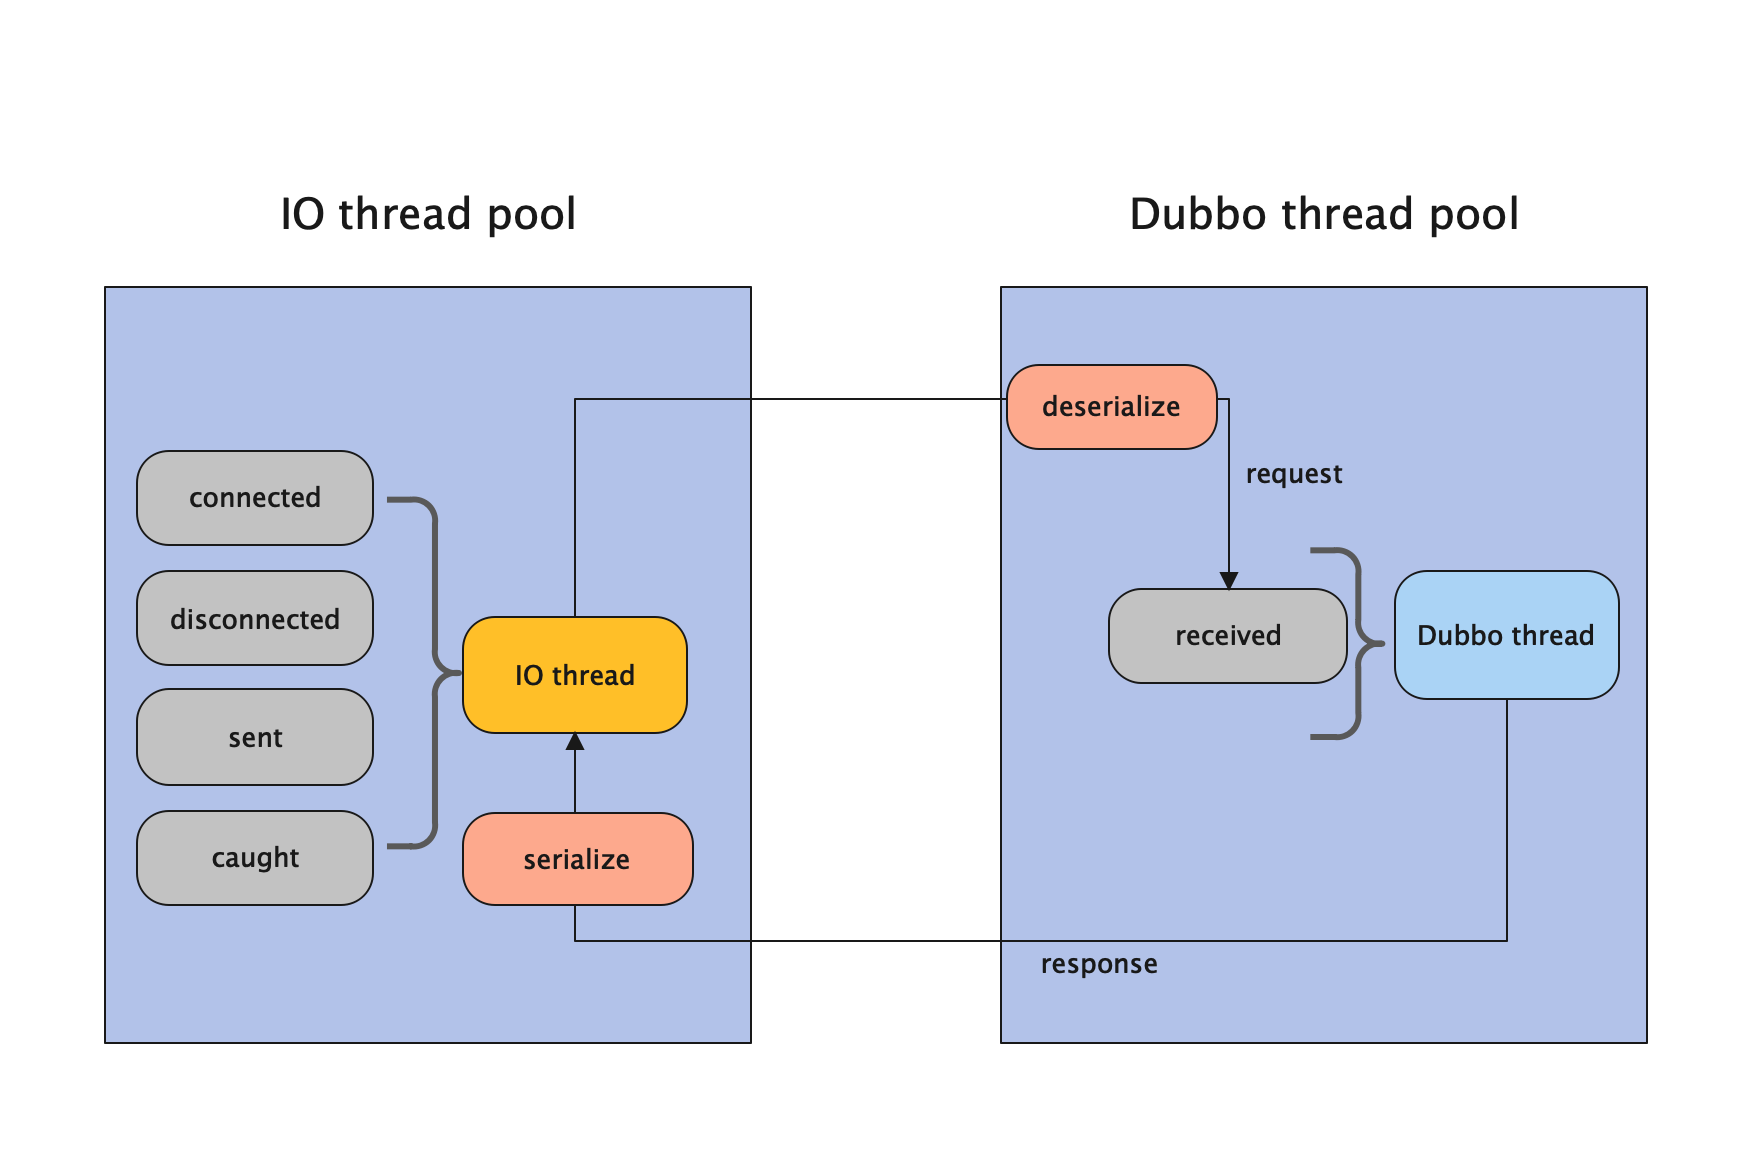 IO thread pool
Dubbo thread pool
connected
disconnected
sent
caught
IO thread
serialize
deserialize
request
received
Dubbo thread
response